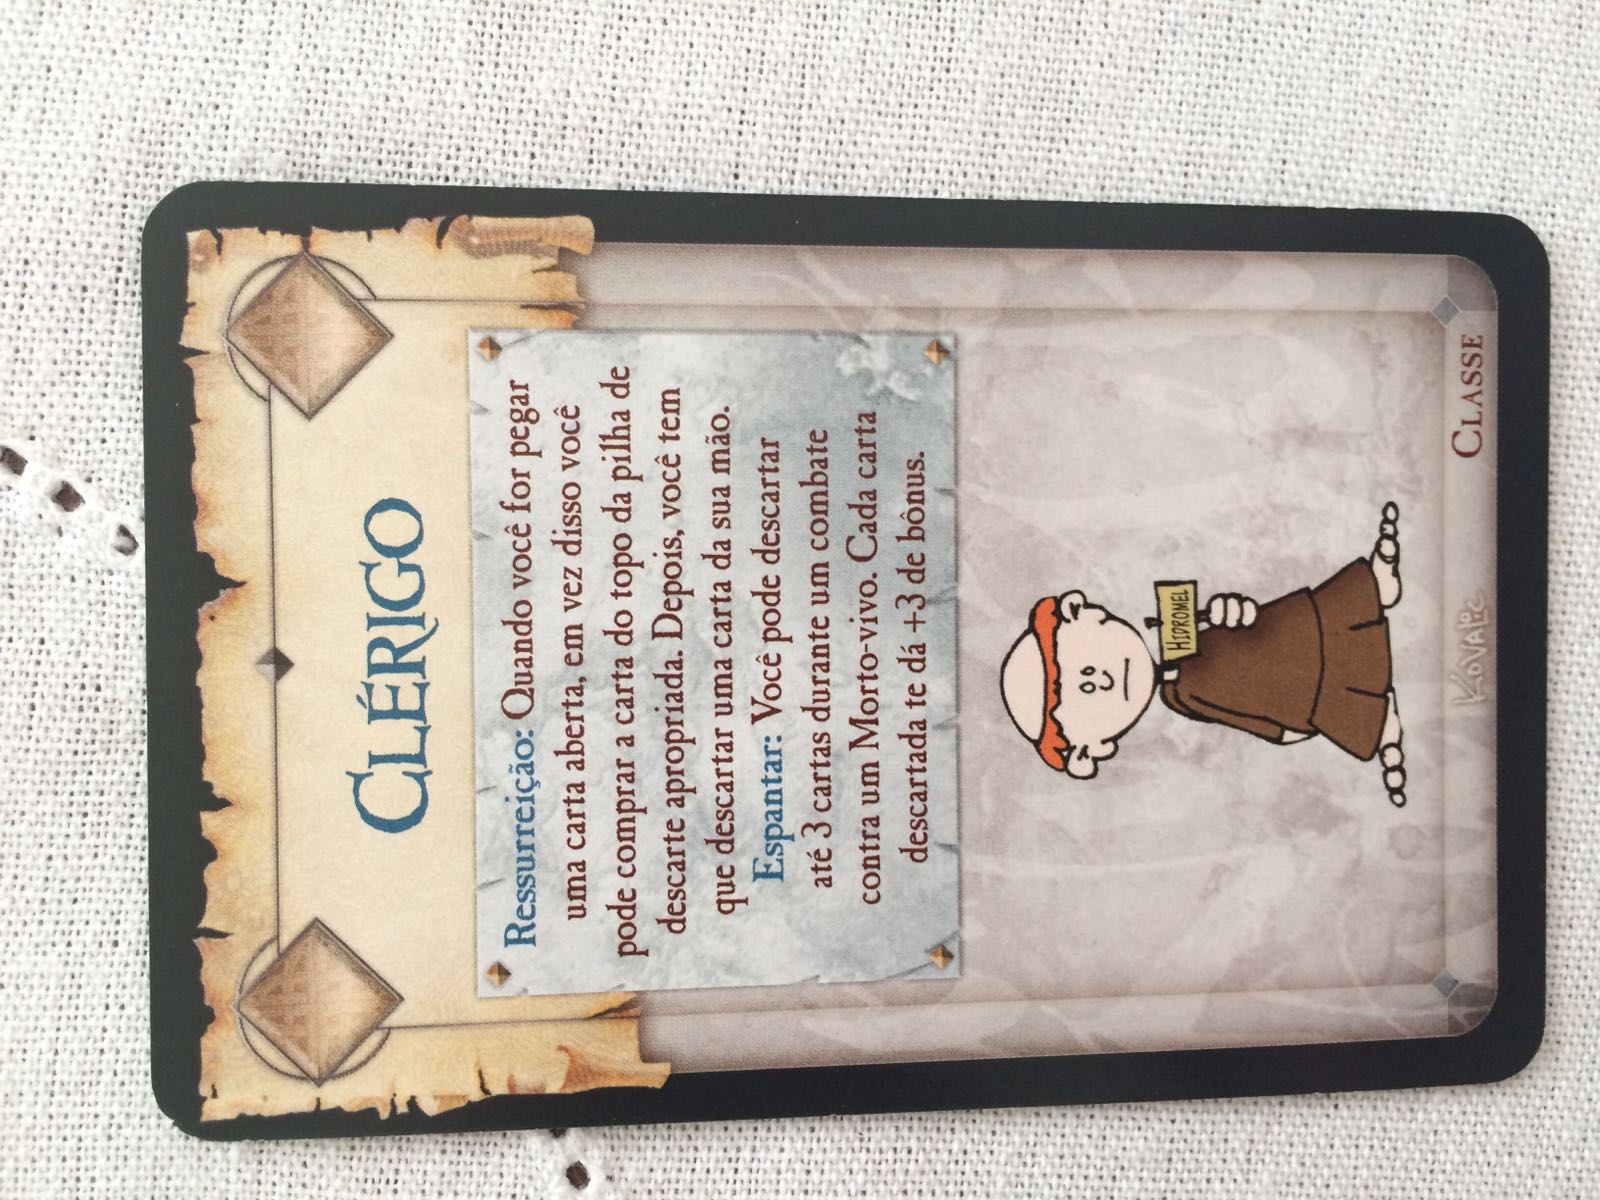 Clérigo
Ressurreição: Quando você for pegar
uma carta aberta, em vez disso você
pode comprar a carta do topo da pilha de
descarte apropriada. Depois, você tem
que descartar uma carta da sua mão.
Espantar: Você pode descartar
até 3 cartas durante um combate
contra um Morto-vivo. Cada carta
descartada te dá +3 de bônus.
HIDROMEL
KOVALIC
Classe